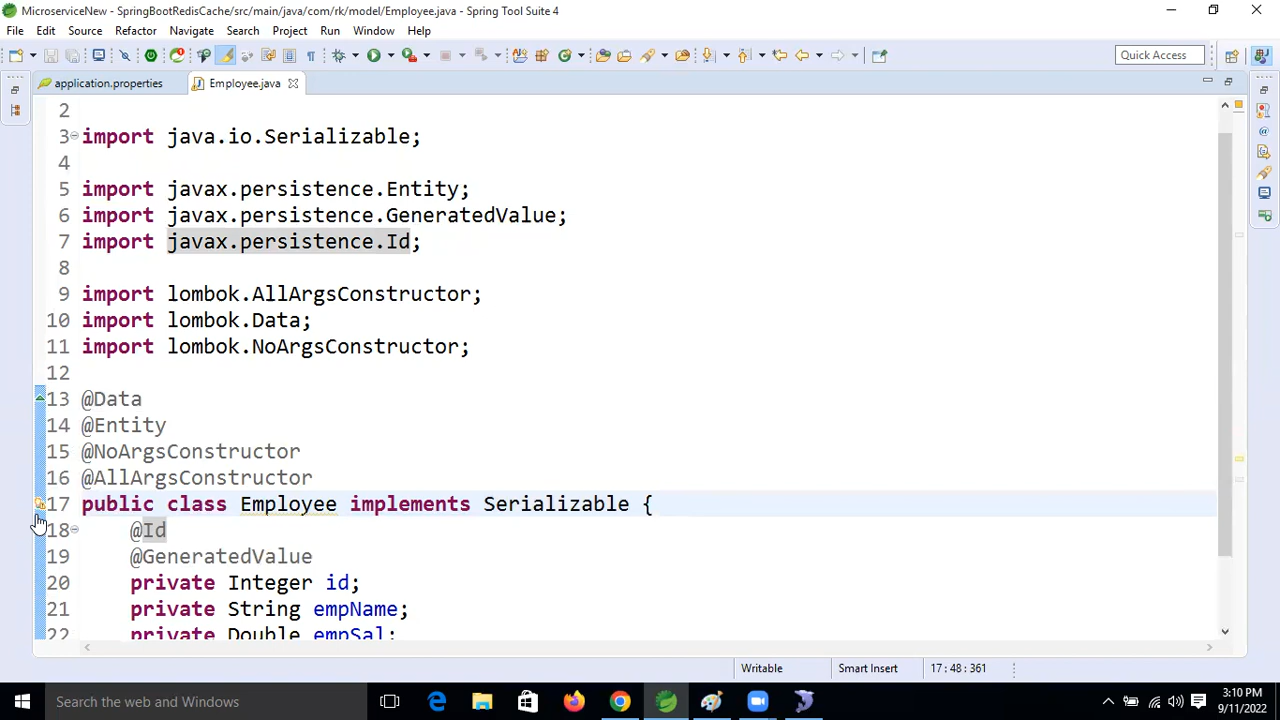 MicroserviceNew - SpringBootRedisCache/src/main/java/com/rk/model/Employee.java - Spring Tool Suite 4
File Edit Source Refactor Navigate Search Project Run Window Help
Quick Access
application.properties Employee.java
2
3 import java.io.Serializable;
4
5 import javax.persistence.Entity;
6 import javax.persistence.GeneratedValue;
7 import javax.persistence.Id;
8
9 import lombok.AllArgsConstructor;
10 import lombok.Data;
11 import lombok.NoArgsConstructor;
12
13 @Data
14 @Entity
15 @NoArgsConstructor
16 @AllArgsConstructor
17 public class Employee implements Serializable {
18 @Id
19 @GeneratedValue
20 private Integer id;
21 private String empName;
22 private Double empSal;
Writable Smart Insert 17 : 48 : 361
Search the web and Windows
3:10 PM
9/11/2022